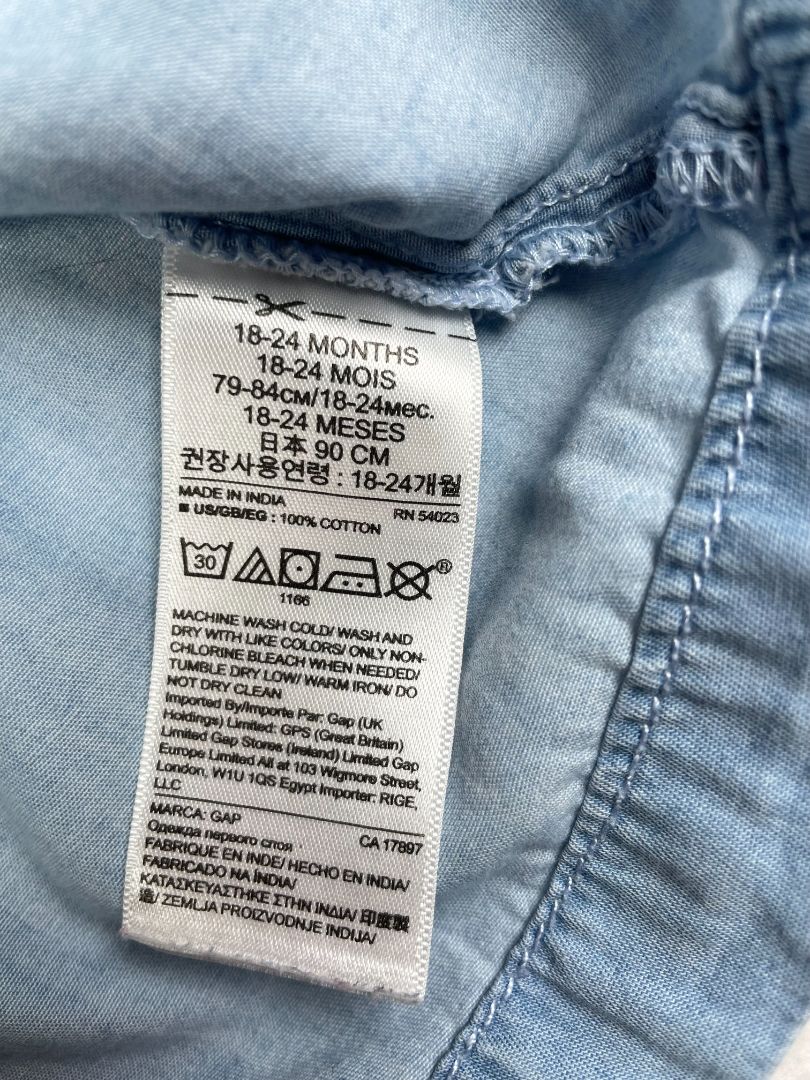 18-24 MONTHS
18-24 MOIS
79-84см/18-24мес.
18-24 MESES
日本 90 CM
권장사용연령 : 18-24개월
MADE IN INDIA RN 54023
■ US/GB/EG : 100% COTTON
30
®
1166
MACHINE WASH COLD/ WASH AND
DRY WITH LIKE COLORS/ ONLY NON-
CHLORINE BLEACH WHEN NEEDED/
TUMBLE DRY LOW/ WARM IRON/ DO
NOT DRY CLEAN
Imported By/Importe Par: Gap (UK
Holdings) Limited: GPS (Great Britain)
Limited Gap Stores (Ireland) Limited Gap
Europe Limited All at 103 Wigmore Street,
London, W1U 1QS Egypt Importer: RIGE,
LLC
MARCA: GAP
Одежда первого слоя CA 17897
FABRIQUE EN INDE/ HECHO EN INDIA/
FABRICADO NA ÍNDIA/
ΚΑΤΑΣΚΕΥΑΣΤΗΚΕ ΣΤΗΝ ΙΝΔΙΑ/ 印度製
造/ ZEMLJA PROIZVODNJE INDIJA/